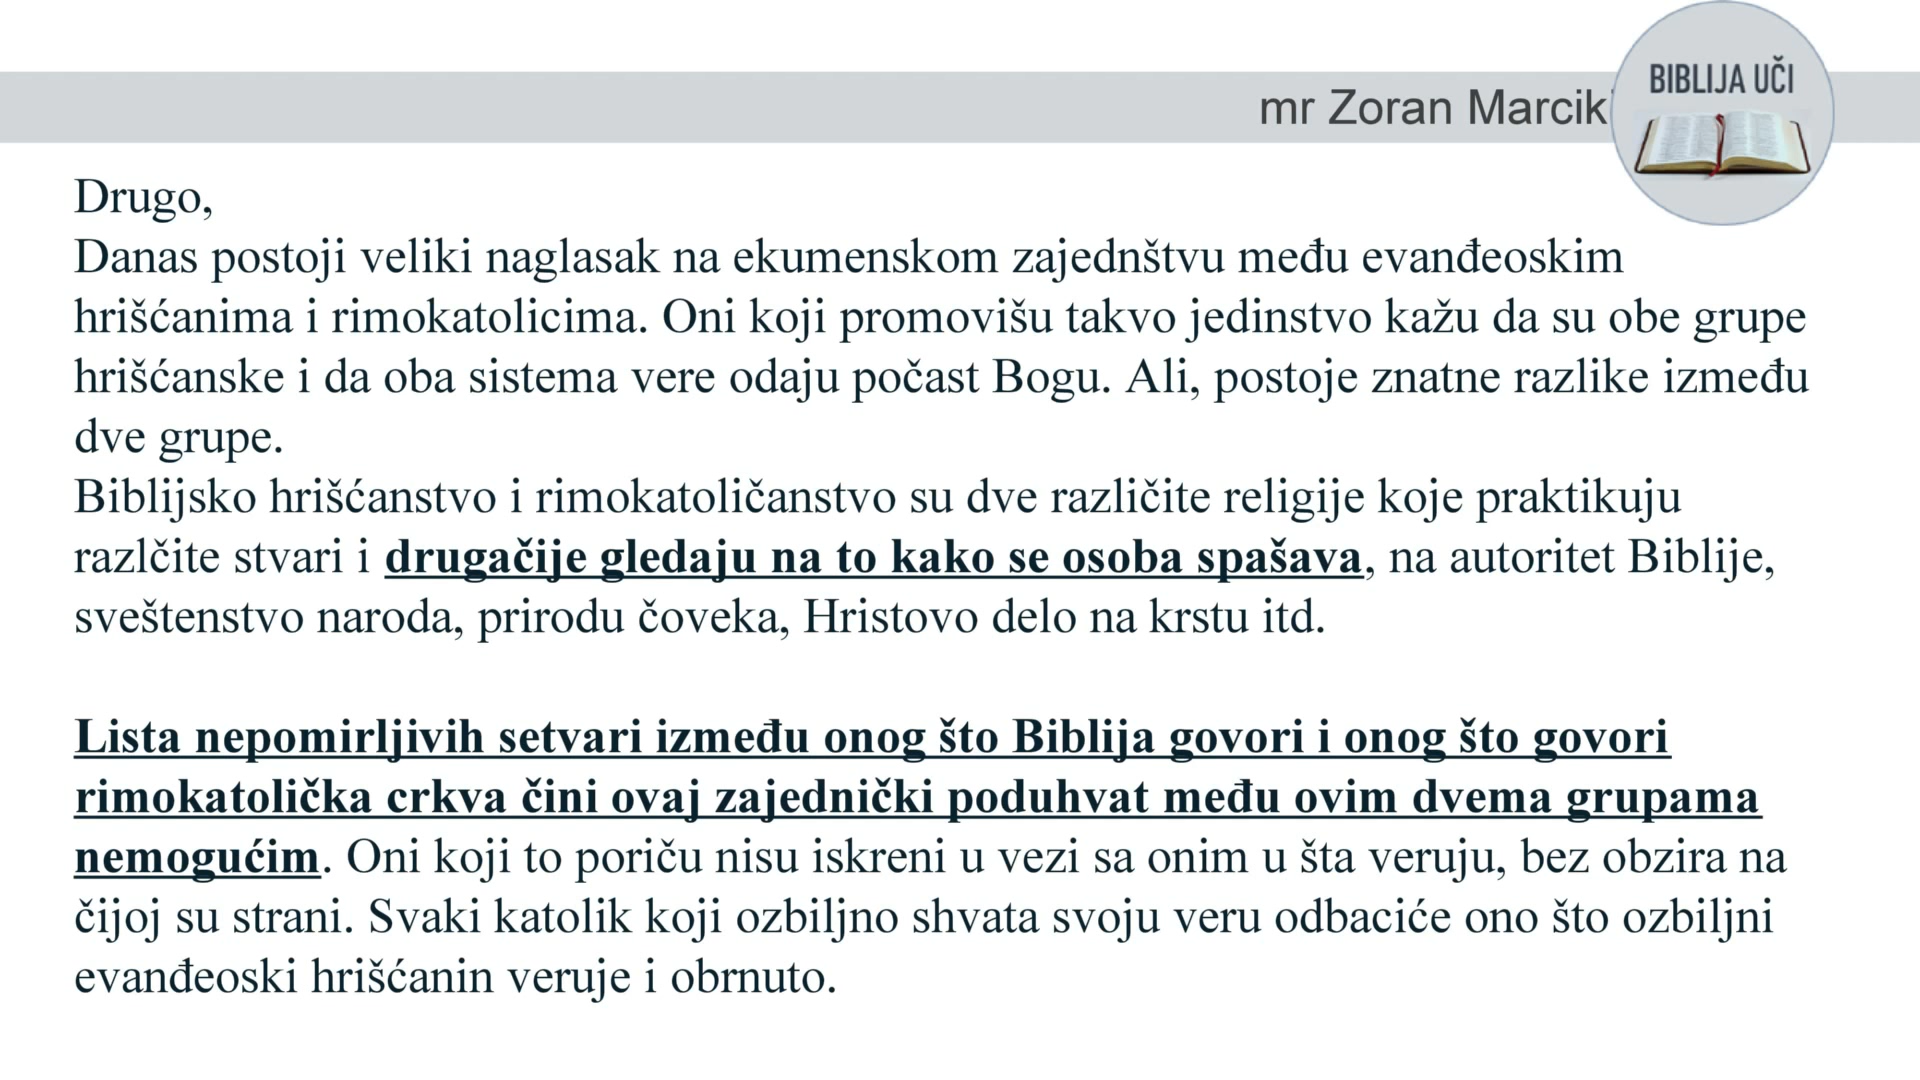 mr Zoran Marcik
BIBLIJA UČI
Drugo,
Danas postoji veliki naglasak na ekumenskom zajednštvu među evanđeoskim
hrišćanima i rimokatolicima. Oni koji promovišu takvo jedinstvo kažu da su obe grupe
hrišćanske i da oba sistema vere odaju počast Bogu. Ali, postoje znatne razlike između
dve grupe.
Biblijsko hrišćanstvo i rimokatoličanstvo su dve različite religije koje praktikuju
razlčite stvari i drugačije gledaju na to kako se osoba spašava, na autoritet Biblije,
sveštenstvo naroda, prirodu čoveka, Hristovo delo na krstu itd.
Lista nepomirljivih setvari između onog što Biblija govori i onog što govori
rimokatolička crkva čini ovaj zajednički poduhvat među ovim dvema grupama
nemogućim. Oni koji to poriču nisu iskreni u vezi sa onim u šta veruju, bez obzira na
čijoj su strani. Svaki katolik koji ozbiljno shvata svoju veru odbaciće ono što ozbiljni
evanđeoski hrišćanin veruje i obrnuto.